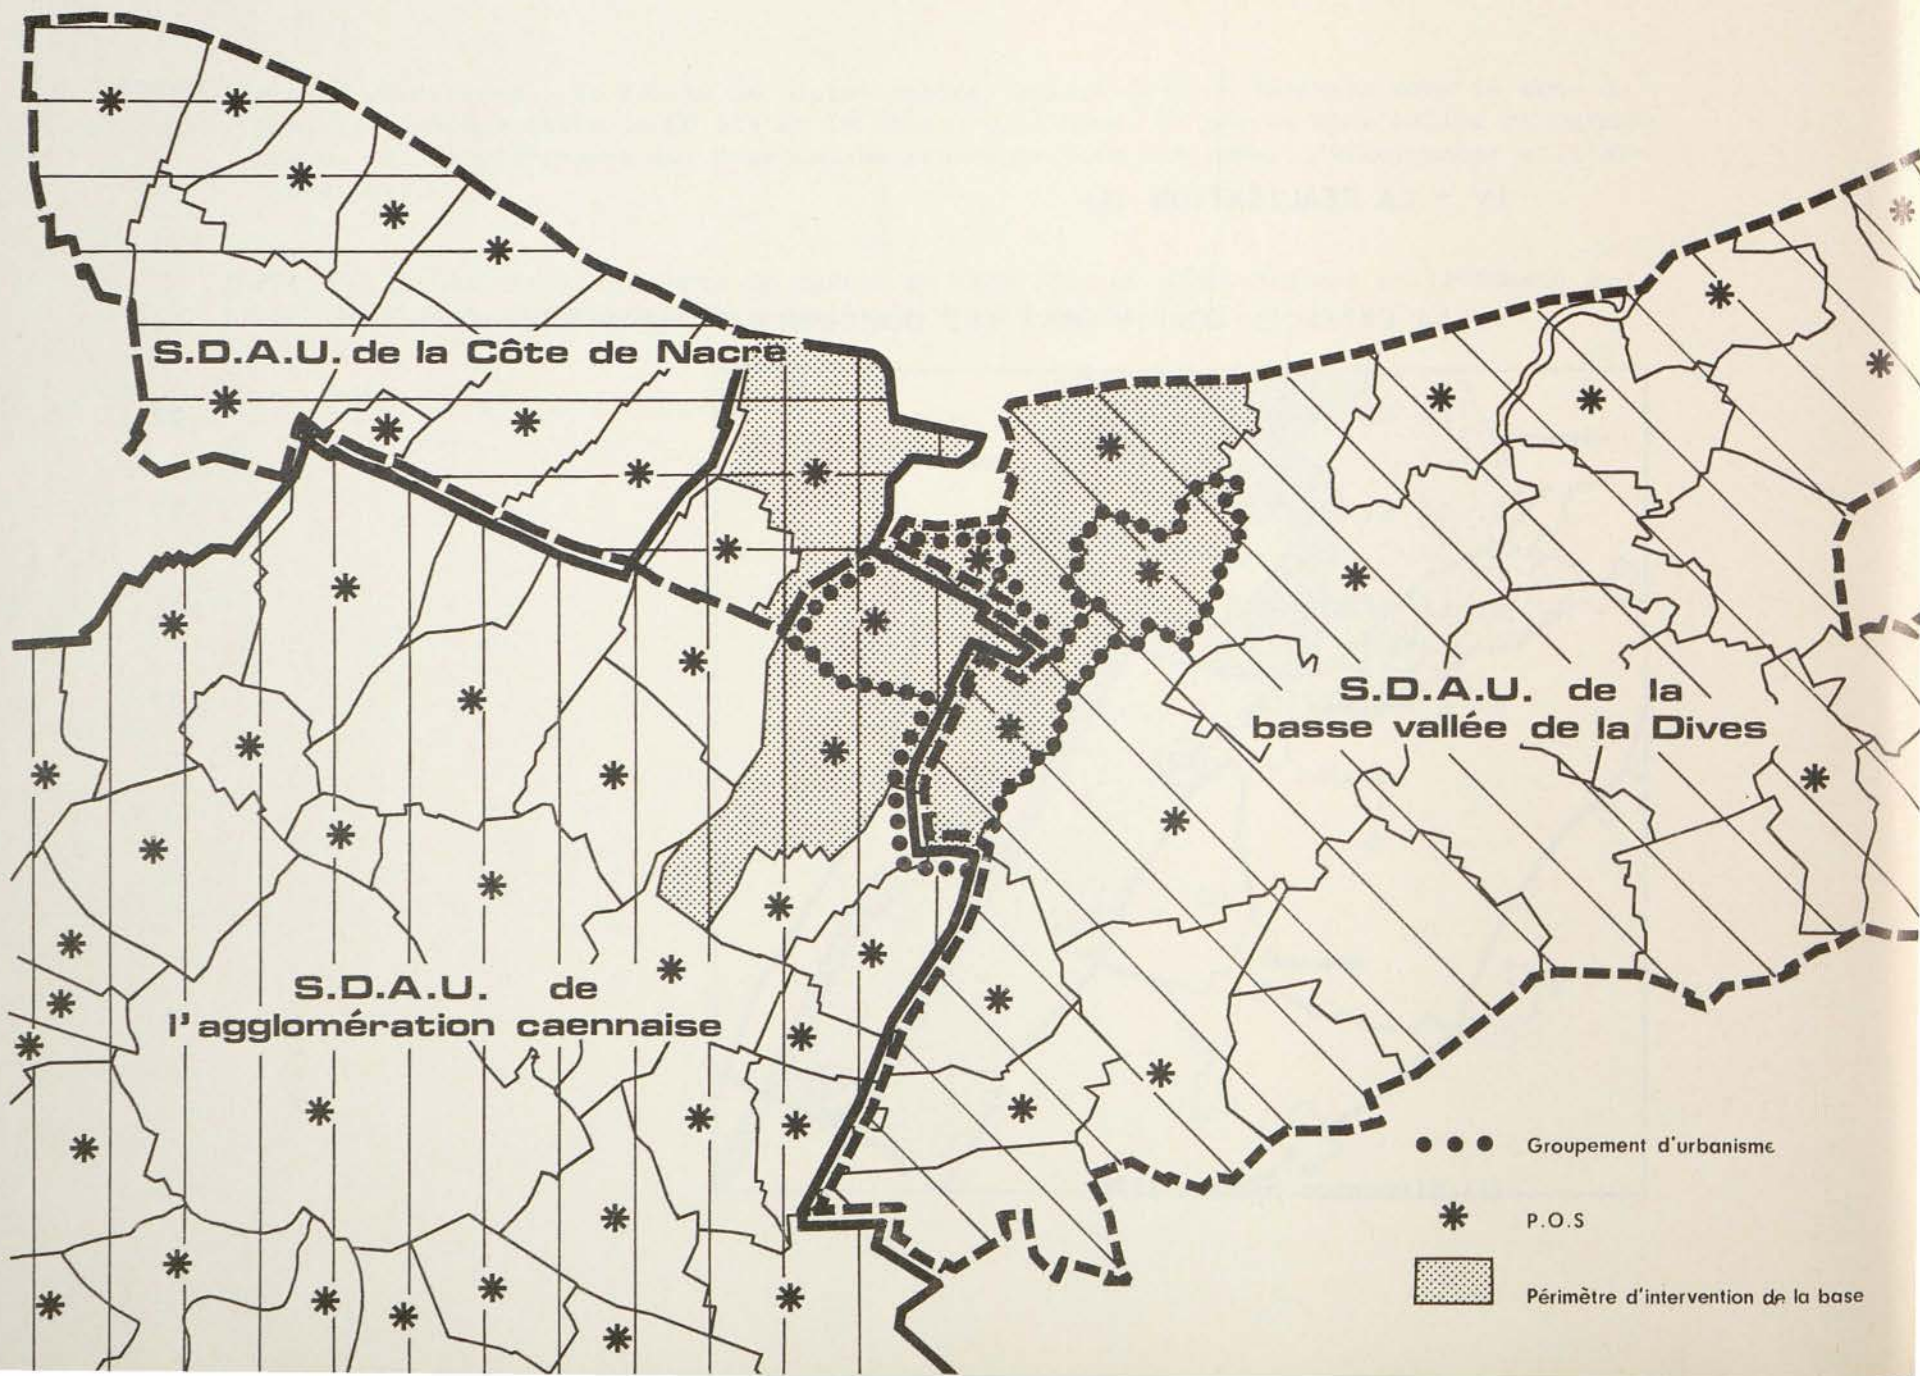 S.D.A.U. de la Côte de Nacre
S.D.A.U. de la
basse vallée de la Dives
S.D.A.U. de
l'agglomération caennaise
Groupement d'urbanisme
P.O.S
Périmètre d'intervention de la base